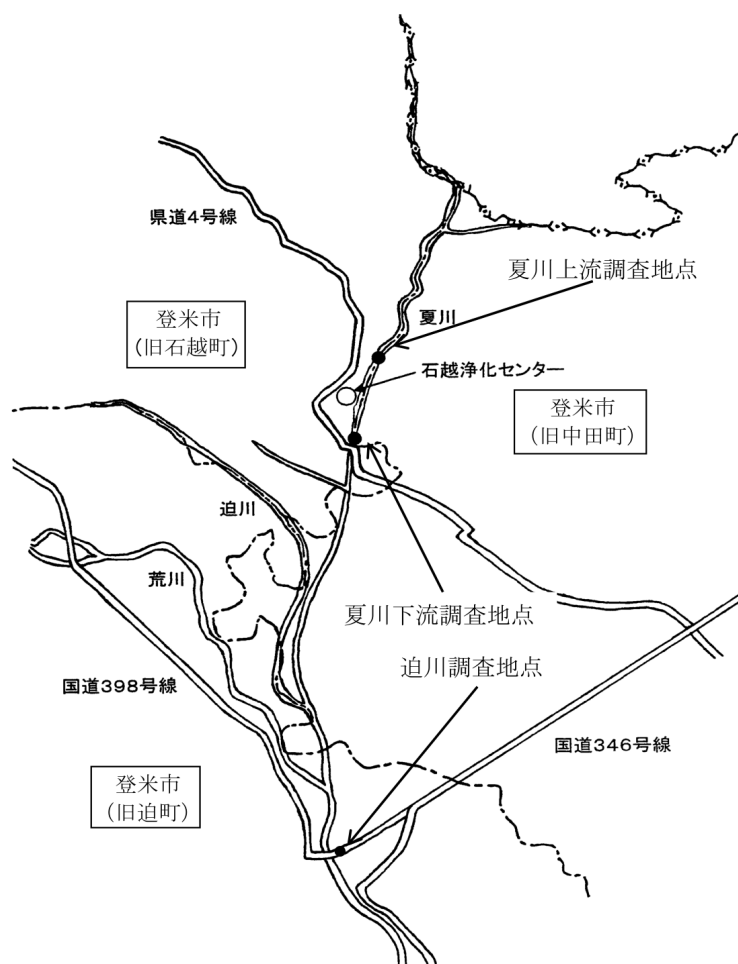 県道4号線
夏川上流調査地点
夏川
登米市
(旧石越町)
石越浄化センター
登米市
(旧中田町)
迫川
荒川
夏川下流調査地点
迫川調査地点
国道398号線
国道346号線
登米市
(旧迫町)